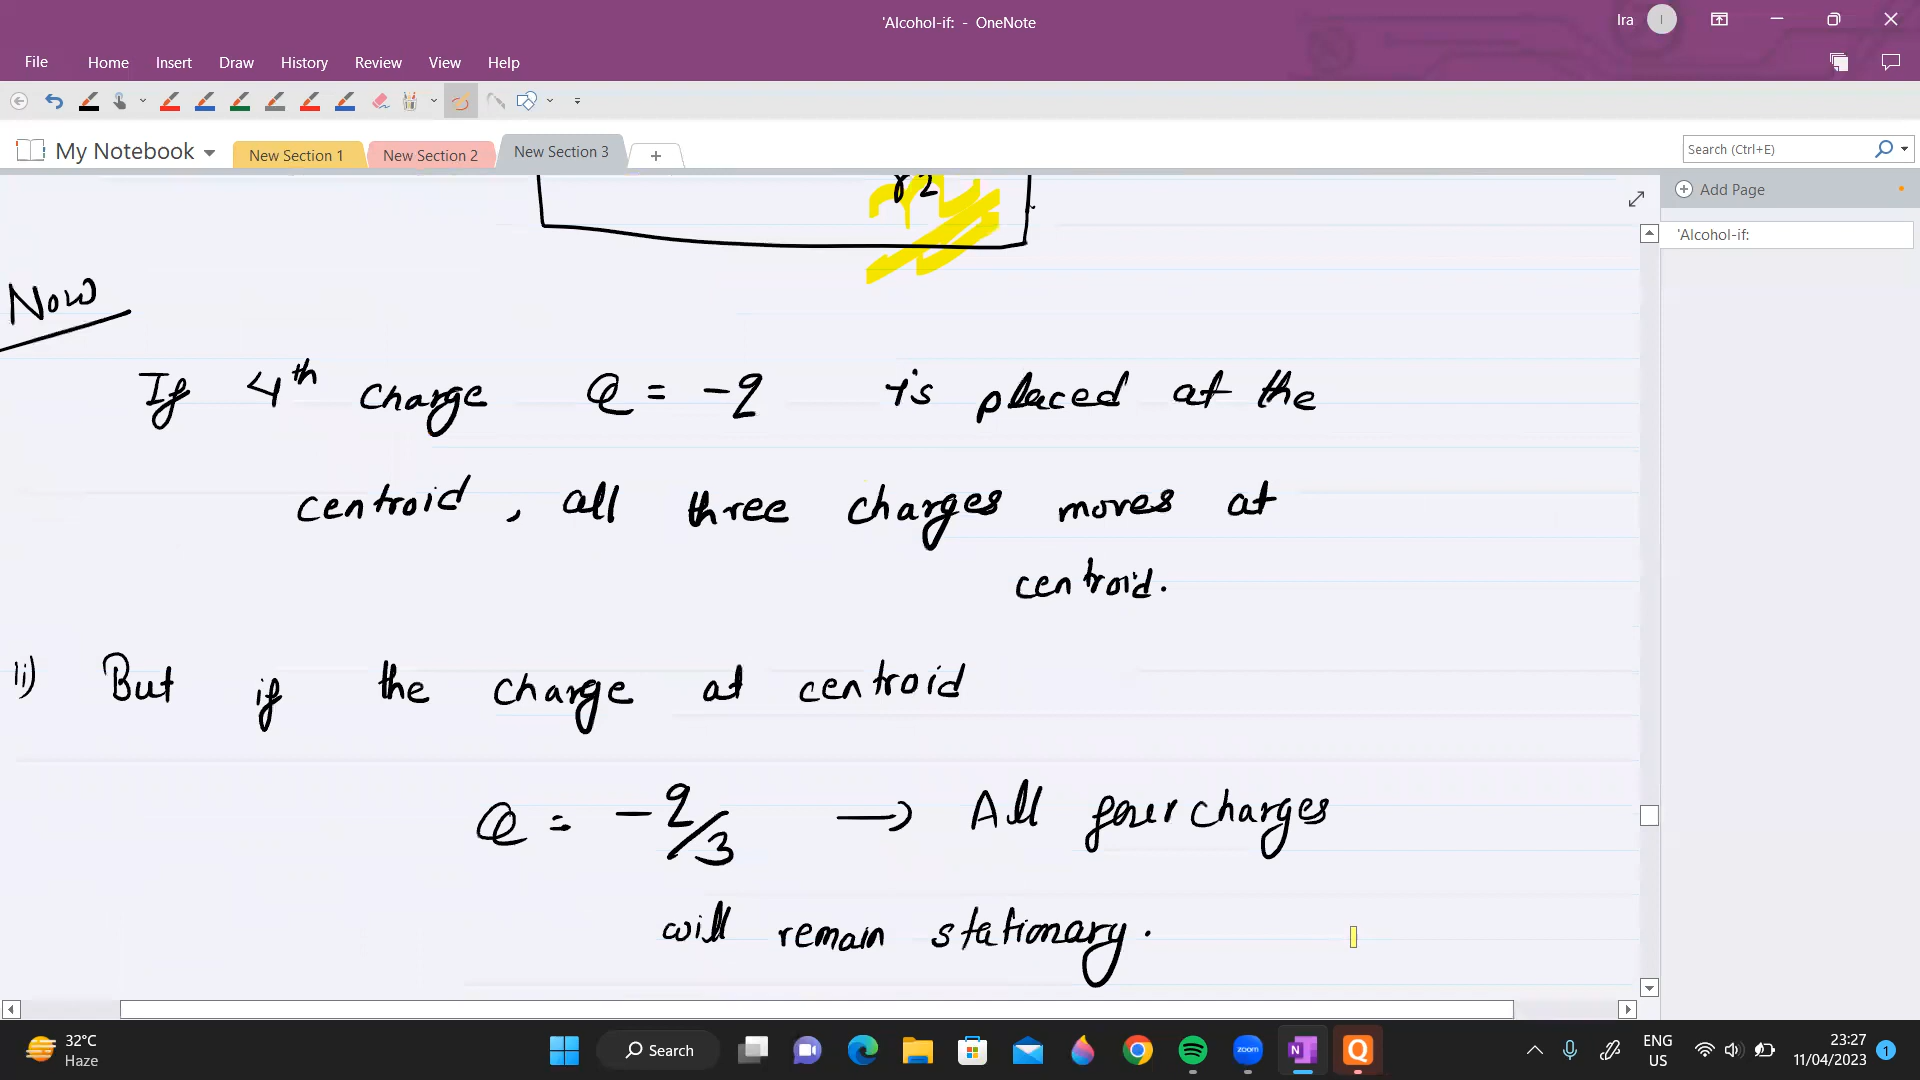 'Alcohol-if: - OneNote
Ira I
File Home Insert Draw History Review View Help
My Notebook New Section 1 New Section 2 New Section 3 +
Search (Ctrl+E)
Add Page
'Alcohol-if:
Now
If 4th charge Q = -q is placed at the
centroid, all three charges moves at
centroid.
ii) But if the charge at centroid
Q = -q/3 → All four charges
will remain stationary.
32°C
Haze
Search
zoom
ENG
US
23:27
11/04/2023
1